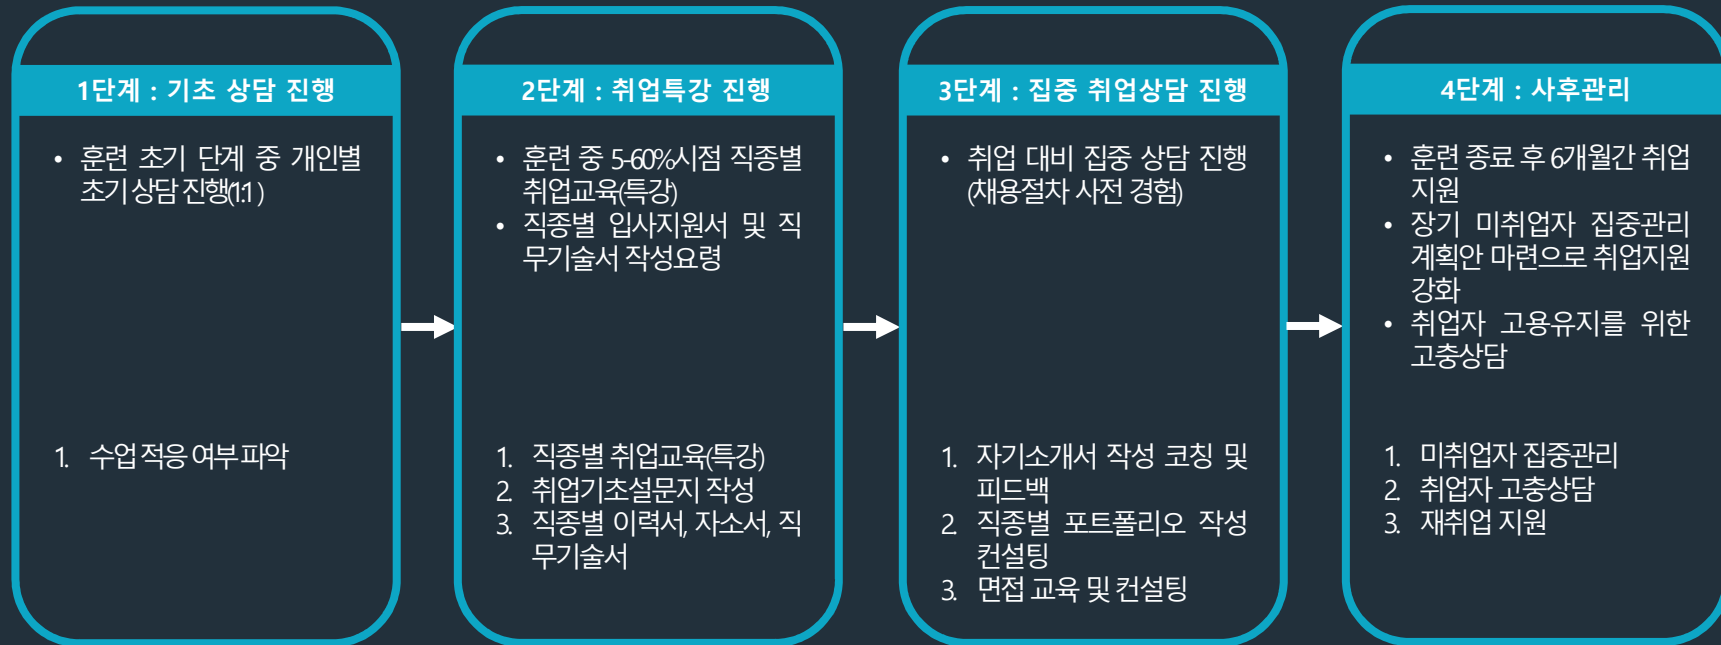 1단계 : 기초 상담 진행
• 훈련 초기 단계 중 개인별
초기 상담 진행(1:1)
1. 수업 적응 여부 파악
2단계 : 취업특강 진행
• 훈련 중 5-60%시점 직종별
취업교육(특강)
• 직종별 입사지원서 및 직
무기술서 작성요령
1. 직종별 취업교육(특강)
2. 취업기초설문지 작성
3. 직종별 이력서, 자소서, 직
무기술서
3단계 : 집중 취업상담 진행
• 취업 대비 집중 상담 진행
(채용절차 사전 경험)
1. 자기소개서 작성 코칭 및
피드백
2. 직종별 포트폴리오 작성
컨설팅
3. 면접 교육 및 컨설팅
4단계 : 사후관리
• 훈련 종료 후 6개월간 취업
지원
• 장기 미취업자 집중관리
계획안 마련으로 취업지원
강화
• 취업자 고용유지를 위한
고충상담
1. 미취업자 집중관리
2. 취업자 고충상담
3. 재취업 지원